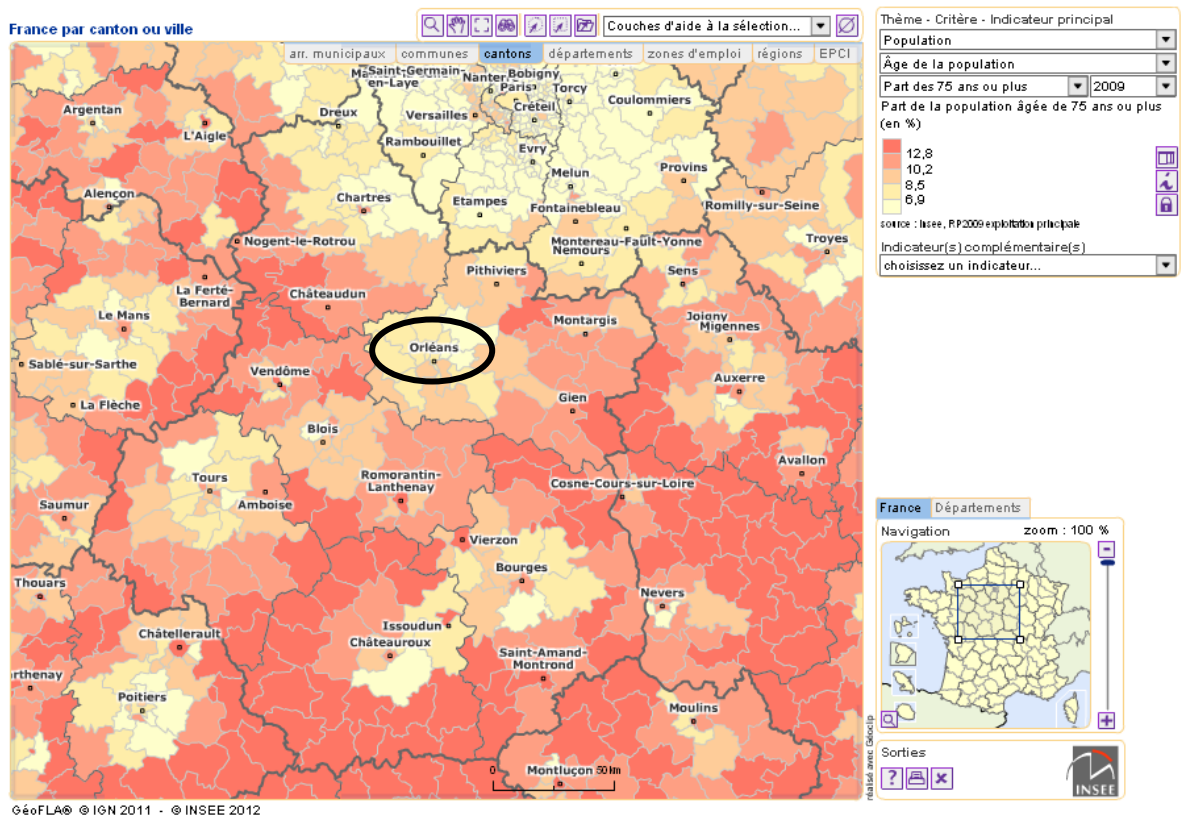 France par canton ou ville
Couches d'aide à la sélection...
arr. municipaux communes cantons départements zones d'emploi régions EPCI
Saint-Germain-en-Laye
Nanterre
Bobigny
Paris
Torcy
Argentan
L'Aigle
Dreux
Versailles
Créteil
Coulommiers
Rambouillet
Evry
Melun
Provins
Alençon
Chartres
Etampes
Fontainebleau
Romilly-sur-Seine
Nogent-le-Rotrou
Montereau-Fault-Yonne
Nemours
Troyes
Pithiviers
Sens
La Ferté-
Bernard
Châteaudun
Le Mans
Montargis
Joigny
Migennes
Orléans
Sablé-sur-Sarthe
Vendôme
Auxerre
La Flèche
Gien
Blois
Avallon
Tours
Romorantin-
Lanthenay
Cosne-Cours-sur-Loire
Saumur
Amboise
Vierzon
Bourges
Thouars
Nevers
Issoudun
Châtellerault
Châteauroux
Saint-Amand-
Montrond
rthenay
Poitiers
Moulins
Montluçon
0 50 km
réalisé avec Géoclip
GéoFLA® © IGN 2011 - © INSEE 2012
Thème - Critère - Indicateur principal
Population
Âge de la population
Part des 75 ans ou plus 2009
Part de la population âgée de 75 ans ou plus
(en %)
12,8
10,2
8,5
6,9
source : Insee, RP2009 exploitation principale
Indicateur(s) complémentaire(s)
choisissez un indicateur...
France Départements
Navigation zoom : 100 %
Sorties
?
INSEE